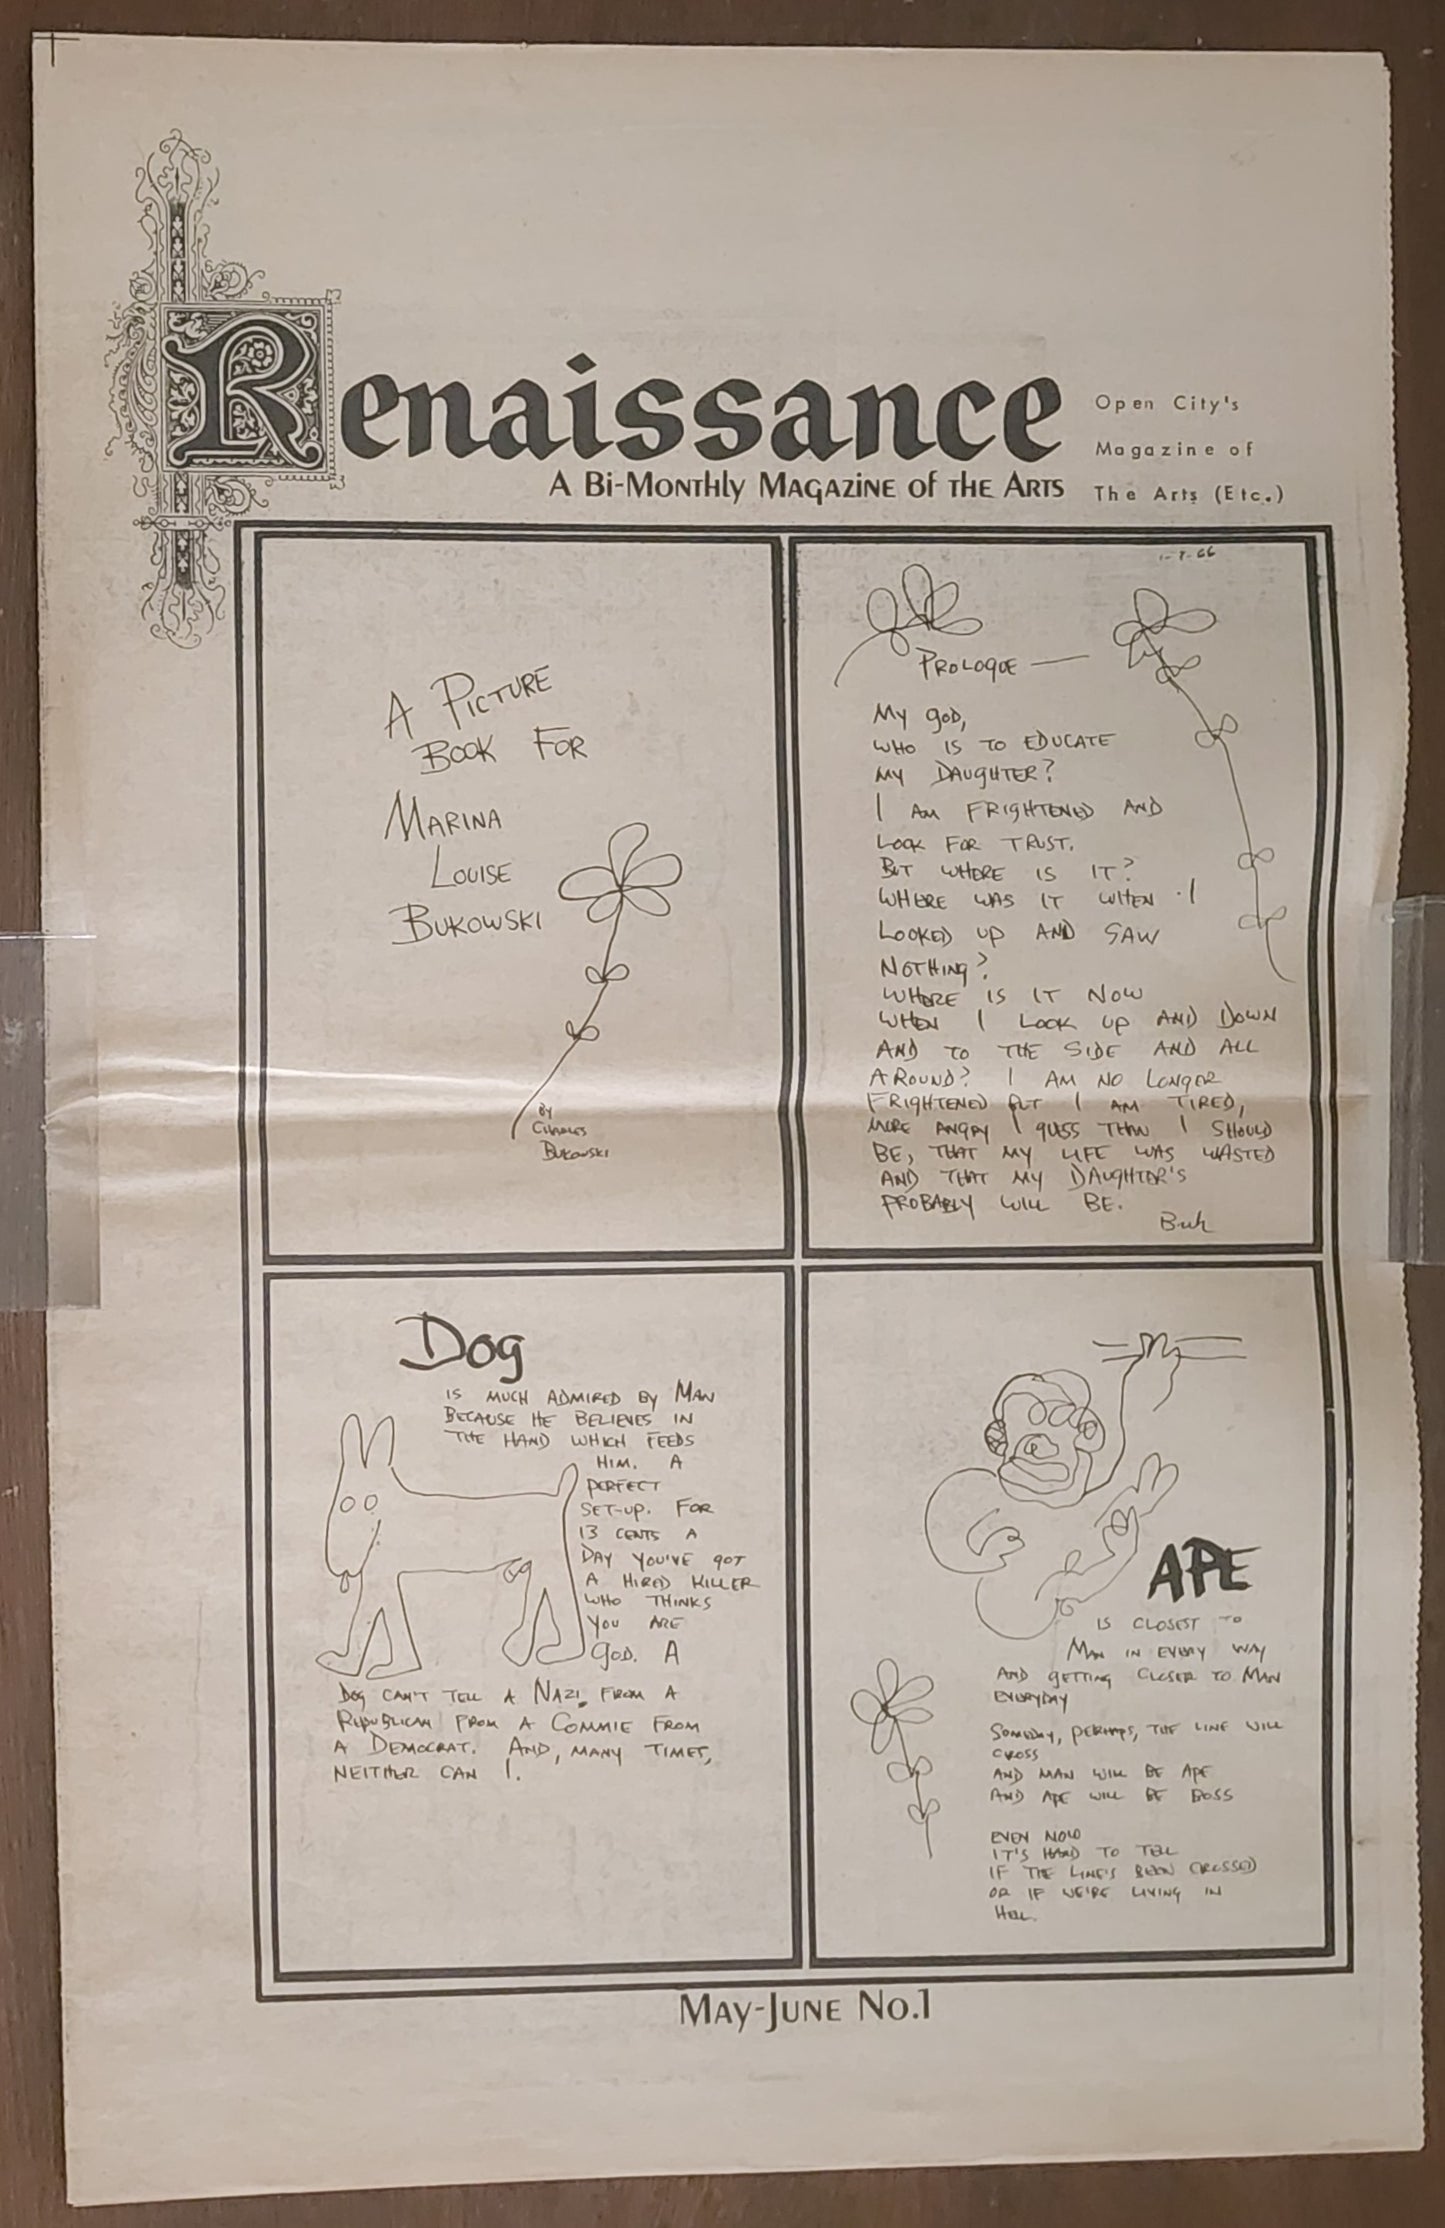 Renaissance
A Bi-Monthly Magazine of the Arts
Open City's
Magazine of
The Arts (Etc.)
A PICTURE
BOOK FOR
MARINA
LOUISE
BUKOWSKI
BY
CHARLES
BUKOWSKI
1-8-66
PROLOGUE —
MY GOD,
WHO IS TO EDUCATE
MY DAUGHTER?
I AM FRIGHTENED AND
LOOK FOR TRUST.
BUT WHERE IS IT?
WHERE WAS IT WHEN I
LOOKED UP AND SAW
NOTHING?
WHERE IS IT NOW
WHEN I LOOK UP AND DOWN
AND TO THE SIDE AND ALL
AROUND? I AM NO LONGER
FRIGHTENED BUT I AM TIRED,
MORE ANGRY I GUESS THAN I SHOULD
BE, THAT MY LIFE WAS WASTED
AND THAT MY DAUGHTER'S
PROBABLY WILL BE.
Buk
DOG
IS MUCH ADMIRED BY MAN
BECAUSE HE BELIEVES IN
THE HAND WHICH FEEDS
HIM. A
PERFECT
SET-UP. FOR
13 CENTS A
DAY YOU'VE GOT
A HIRED KILLER
WHO THINKS
YOU ARE
GOD. A
DOG CAN'T TELL A NAZI FROM A
REPUBLICAN FROM A COMMIE FROM
A DEMOCRAT. AND, MANY TIMES,
NEITHER CAN I.
APE
IS CLOSEST TO
MAN IN EVERY WAY
AND GETTING CLOSER TO MAN
EVERYDAY
SOMEDAY, PERHAPS, THE LINE WILL
CROSS
AND MAN WILL BE APE
AND APE WILL BE BOSS
EVEN NOW
IT'S HARD TO TELL
IF THE LINE'S BEEN CROSSED
OR IF WE'RE LIVING IN
HELL.
May-June No.1